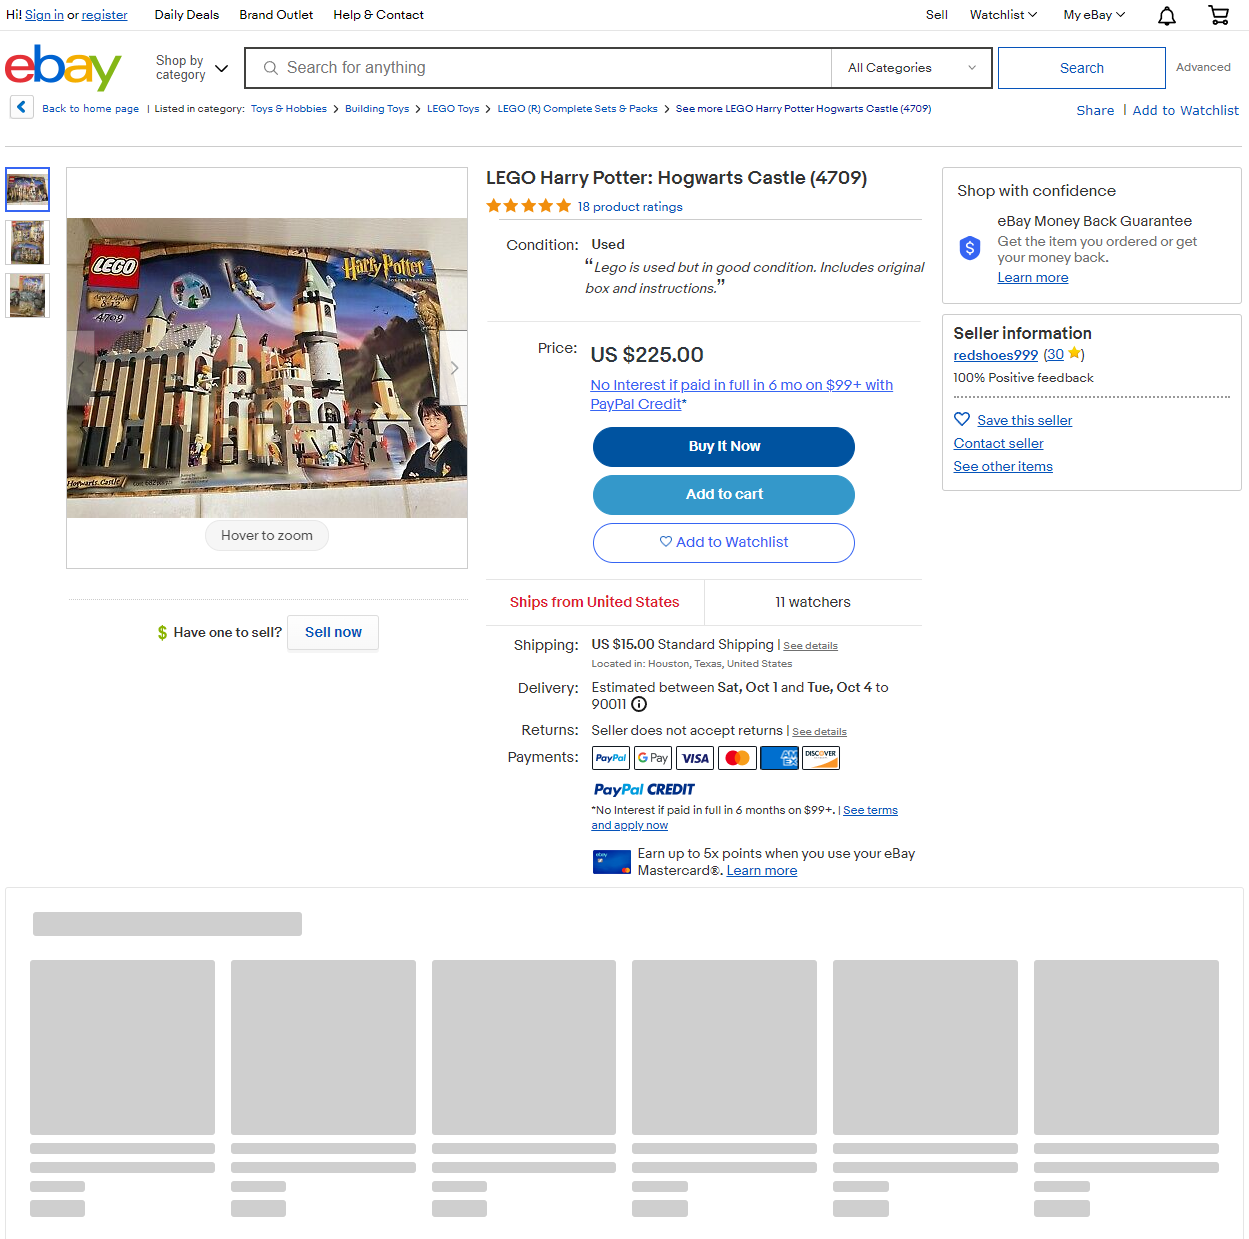 Hi! Sign in or register Daily Deals Brand Outlet Help & Contact Sell Watchlist My eBay
ebay
Shop by category
Search for anything
All Categories
Search
Advanced
Back to home page | Listed in category: Toys & Hobbies > Building Toys > LEGO Toys > LEGO (R) Complete Sets & Packs > See more LEGO Harry Potter Hogwarts Castle (4709)
Share | Add to Watchlist
LEGO
Harry Potter
4709
Hogwarts Castle
Hover to zoom
$ Have one to sell? Sell now
LEGO Harry Potter: Hogwarts Castle (4709)
18 product ratings
Condition: Used
“Lego is used but in good condition. Includes original
box and instructions.”
Price: US $225.00
No Interest if paid in full in 6 mo on $99+ with
PayPal Credit*
Buy It Now
Add to cart
Add to Watchlist
Ships from United States 11 watchers
Shipping: US $15.00 Standard Shipping | See details
Located in: Houston, Texas, United States
Delivery: Estimated between Sat, Oct 1 and Tue, Oct 4 to
90011
Returns: Seller does not accept returns | See details
Payments: PayPal G Pay VISA AM EX DISCOVER
PayPal CREDIT
*No Interest if paid in full in 6 months on $99+. | See terms
and apply now
ebay
Earn up to 5x points when you use your eBay
Mastercard®. Learn more
Shop with confidence
eBay Money Back Guarantee
Get the item you ordered or get
your money back.
Learn more
Seller information
redshoes999 (30)
100% Positive feedback
Save this seller
Contact seller
See other items